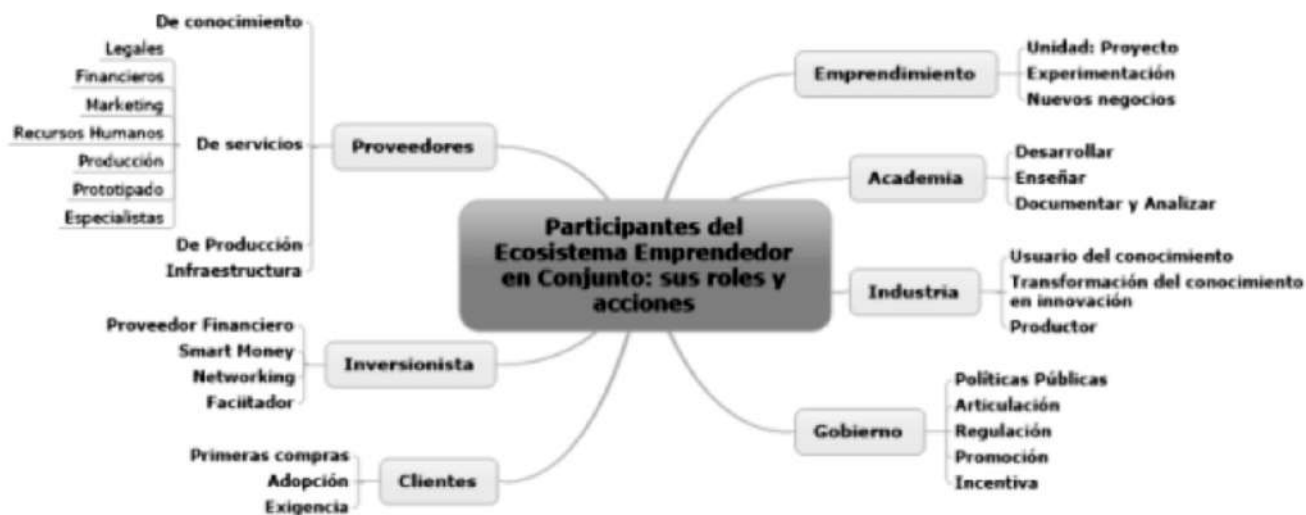 De conocimiento
Legales
Financieros
Marketing
Recursos Humanos
Producción
Prototipado
Especialistas
De servicios
De Producción
Infraestructura
Proveedores
Proveedor Financiero
Smart Money
Networking
Faciitador
Inversionista
Primeras compras
Adopción
Exigencia
Clientes
Participantes del
Ecosistema Emprendedor
en Conjunto: sus roles y
acciones
Emprendimiento
Unidad: Proyecto
Experimentación
Nuevos negocios
Academia
Desarrollar
Enseñar
Documentar y Analizar
Industria
Usuario del conocimiento
Transformación del conocimiento
en innovación
Productor
Gobierno
Políticas Públicas
Articulación
Regulación
Promoción
Incentiva